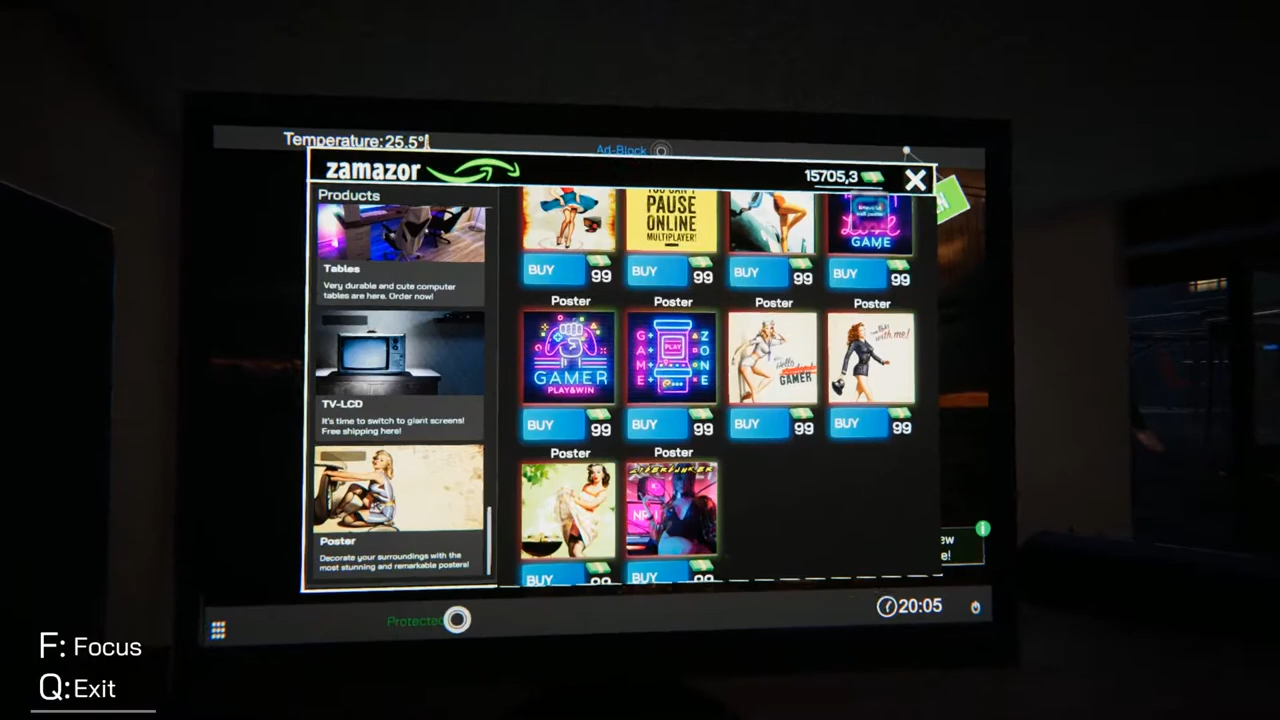 Temperature: 25.5°
Ad-Block
zamazor
15705,3
Products
Tables
Very durable and cute computer
tables are here. Order now!
TV-LCD
It's time to switch to giant screens!
Free shipping here!
Poster
Decorate your surroundings with the
most stunning and remarkable posters!
PAUSE
ONLINE
MULTIPLAYER!
GAME
BUY 99 BUY 99 BUY 99 BUY 99
Poster Poster Poster Poster
GAMER
PLAY&WIN
GAME
PLAY
ZONE
Hello
GAMER
with me!
BUY 99 BUY 99 BUY 99 BUY 99
Poster Poster
BUY 99 BUY 99
ew
e!
Protected
20:05
F: Focus
Q: Exit